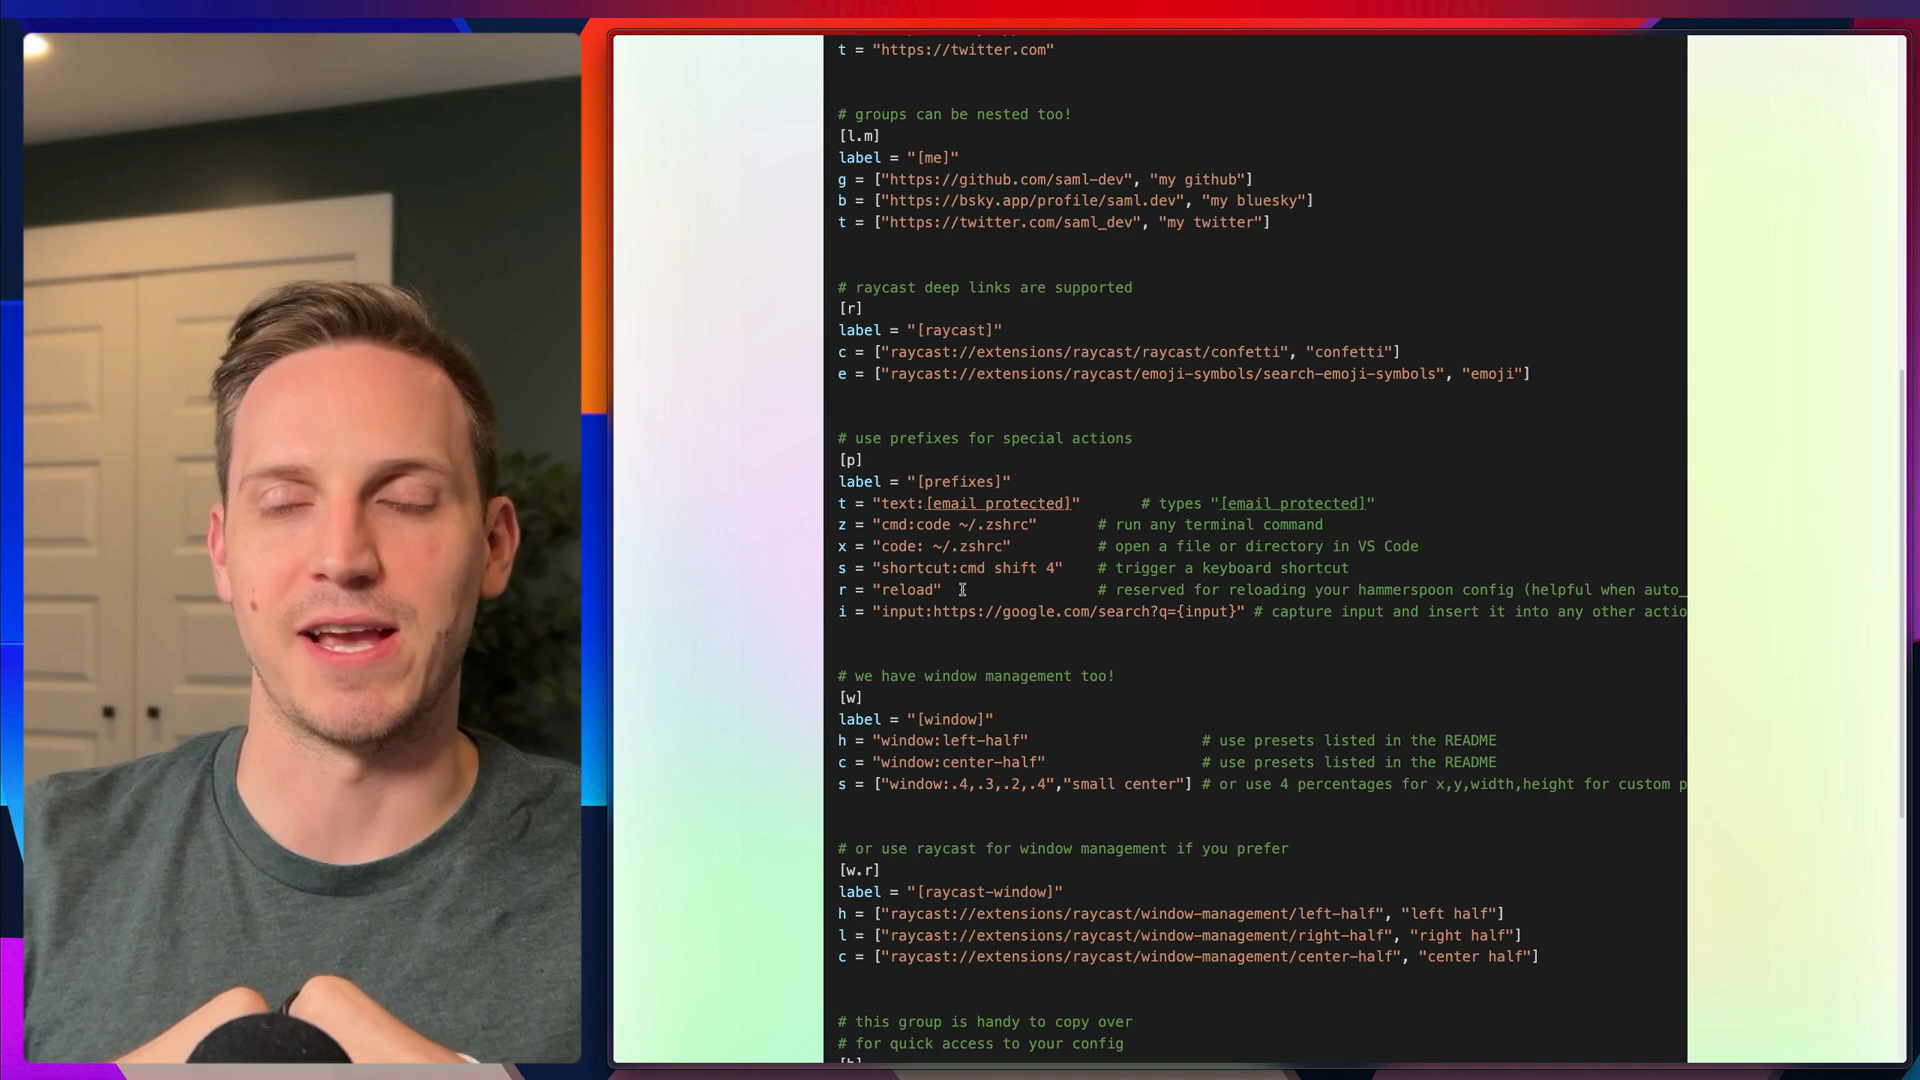 t = "https://twitter.com"
# groups can be nested too!
[l.m]
label = "[me]"
g = ["https://github.com/saml-dev", "my github"]
b = ["https://bsky.app/profile/saml.dev", "my bluesky"]
t = ["https://twitter.com/saml_dev", "my twitter"]
# raycast deep links are supported
[r]
label = "[raycast]"
c = ["raycast://extensions/raycast/raycast/confetti", "confetti"]
e = ["raycast://extensions/raycast/emoji-symbols/search-emoji-symbols", "emoji"]
# use prefixes for special actions
[p]
label = "[prefixes]"
t = "text:[email protected]" # types "[email protected]"
z = "cmd:code ~/.zshrc" # run any terminal command
x = "code: ~/.zshrc" # open a file or directory in VS Code
s = "shortcut:cmd shift 4" # trigger a keyboard shortcut
r = "reload" # reserved for reloading your hammerspoon config (helpful when auto_
i = "input:https://google.com/search?q={input}" # capture input and insert it into any other actio
# we have window management too!
[w]
label = "[window]"
h = "window:left-half" # use presets listed in the README
c = "window:center-half" # use presets listed in the README
s = ["window:.4,.3,.2,.4","small center"] # or use 4 percentages for x,y,width,height for custom p
# or use raycast for window management if you prefer
[w.r]
label = "[raycast-window]"
h = ["raycast://extensions/raycast/window-management/left-half", "left half"]
l = ["raycast://extensions/raycast/window-management/right-half", "right half"]
c = ["raycast://extensions/raycast/window-management/center-half", "center half"]
# this group is handy to copy over
# for quick access to your config